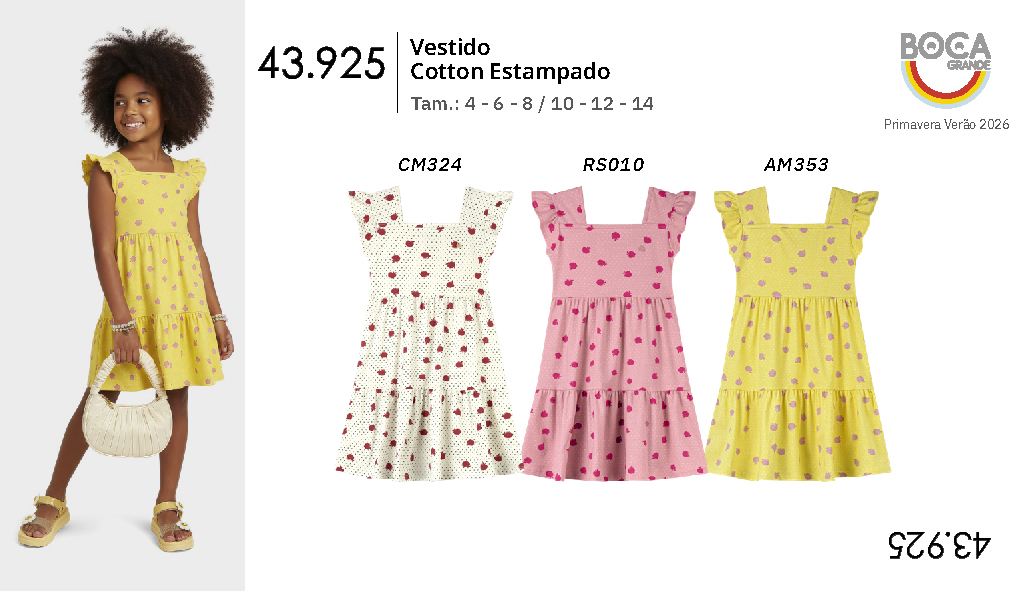 43.925
Vestido
Cotton Estampado
Tam.: 4 - 6 - 8 / 10 - 12 - 14
BOCA
GRANDE
Primavera Verão 2026
CM324
RS010
AM353
43.925